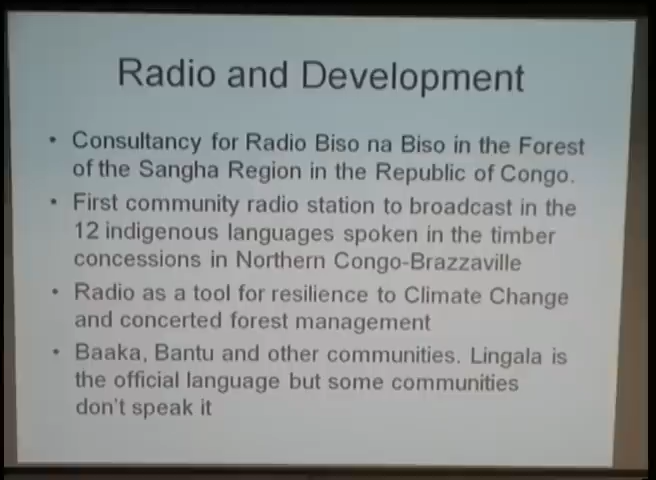 Radio and Development
• Consultancy for Radio Biso na Biso in the Forest
of the Sangha Region in the Republic of Congo.
• First community radio station to broadcast in the
12 indigenous languages spoken in the timber
concessions in Northern Congo-Brazzaville
• Radio as a tool for resilience to Climate Change
and concerted forest management
• Baaka, Bantu and other communities. Lingala is
the official language but some communities
don't speak it